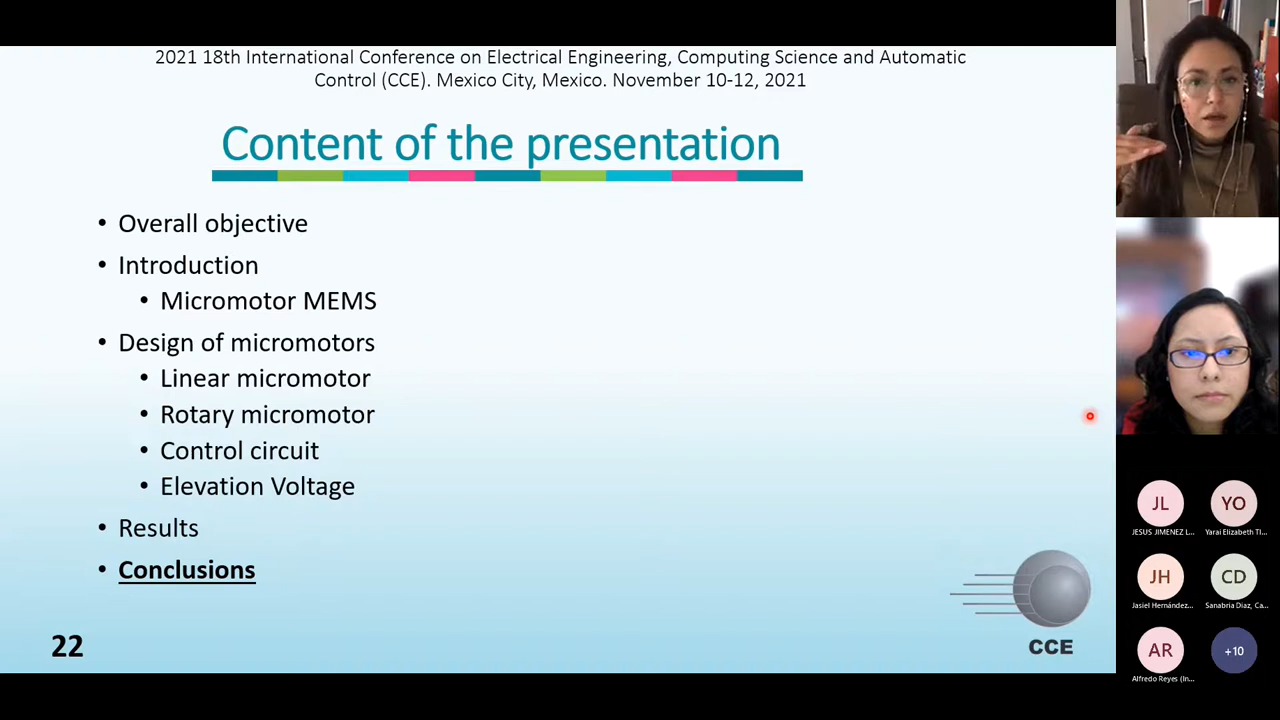 2021 18th International Conference on Electrical Engineering, Computing Science and Automatic
Control (CCE). Mexico City, Mexico. November 10-12, 2021
Content of the presentation
• Overall objective
• Introduction
• Micromotor MEMS
• Design of micromotors
• Linear micromotor
• Rotary micromotor
• Control circuit
• Elevation Voltage
• Results
• Conclusions
22
CCE
JL
YO
JESUS JIMENEZ L...
Yarai Elizabeth Tl...
JH
CD
Jasiel Hernández...
Sanabria Diaz, Ca...
AR
+10
Alfredo Reyes (In...